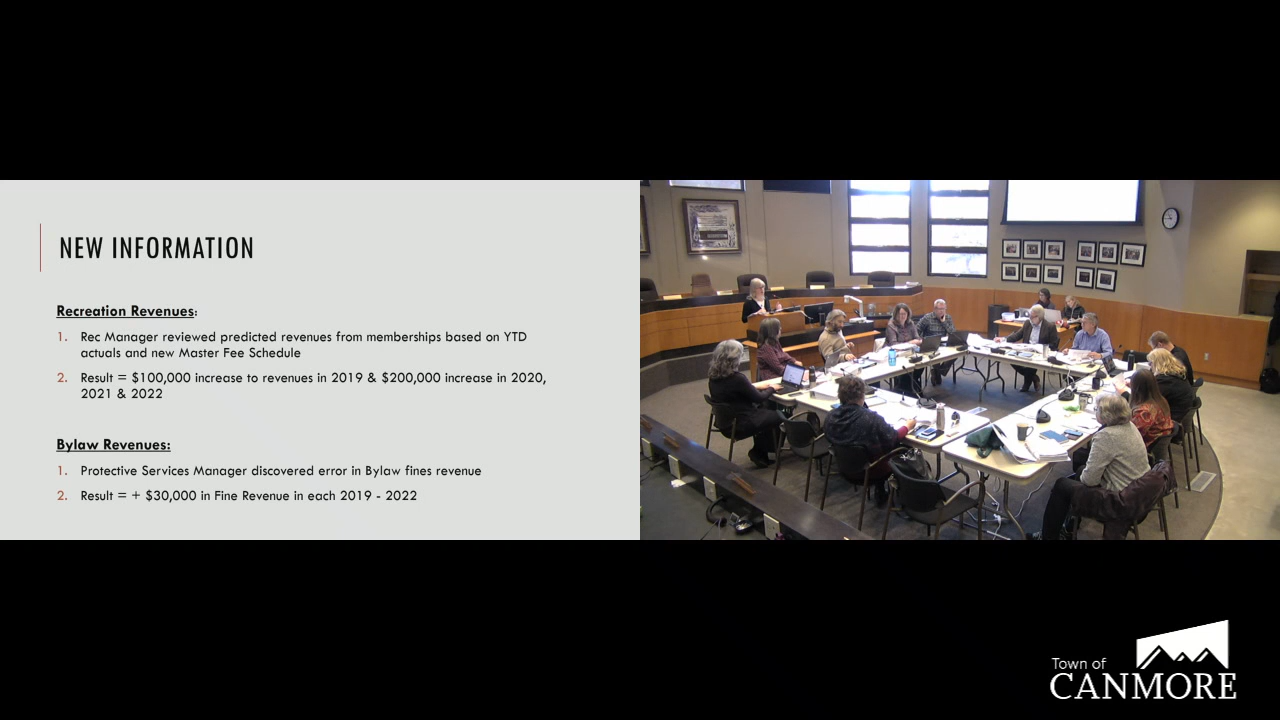 NEW INFORMATION
Recreation Revenues:
1. Rec Manager reviewed predicted revenues from memberships based on YTD
actuals and new Master Fee Schedule
2. Result = $100,000 increase to revenues in 2019 & $200,000 increase in 2020,
2021 & 2022
Bylaw Revenues:
1. Protective Services Manager discovered error in Bylaw fines revenue
2. Result = + $30,000 in Fine Revenue in each 2019 - 2022
Town of
CANMORE